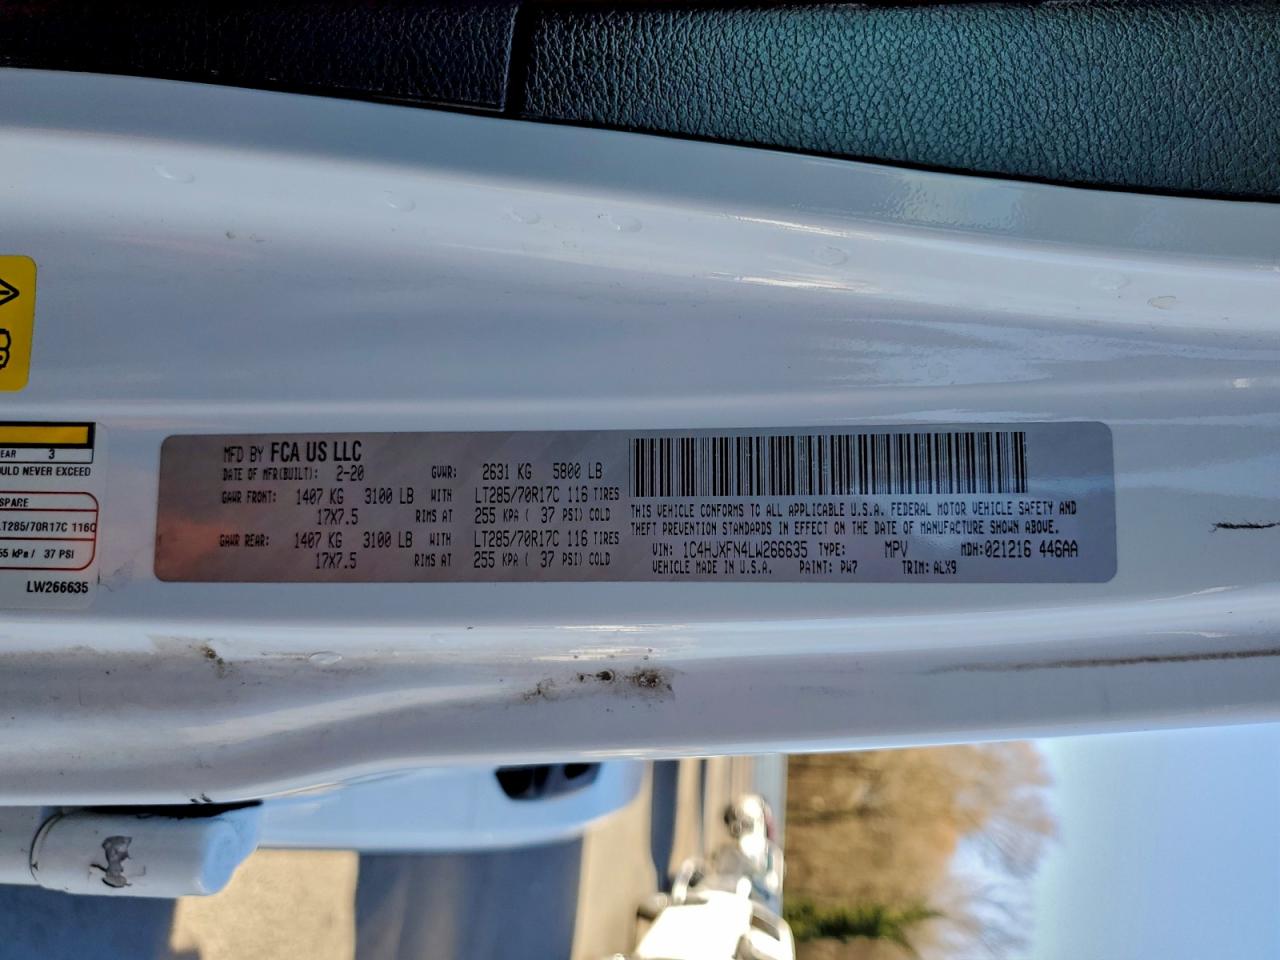 EAR 3
OULD NEVER EXCEED
SPARE
LT285/70R17C 116C
55 kPa / 37 PSI
LW266635
MFD BY FCA US LLC
DATE OF MFR(BUILT): 2-20 GVWR: 2631 KG 5800 LB
GAWR FRONT: 1407 KG 3100 LB WITH LT285/70R17C 116 TIRES
17X7.5 RIMS AT 255 KPA ( 37 PSI) COLD
GAWR REAR: 1407 KG 3100 LB WITH LT285/70R17C 116 TIRES
17X7.5 RIMS AT 255 KPA ( 37 PSI) COLD
THIS VEHICLE CONFORMS TO ALL APPLICABLE U.S.A. FEDERAL MOTOR VEHICLE SAFETY AND
THEFT PREVENTION STANDARDS IN EFFECT ON THE DATE OF MANUFACTURE SHOWN ABOVE.
VIN: 1C4HJXFN4LW266635 TYPE: MPV MDH:021216 446AA
VEHICLE MADE IN U.S.A. PAINT: PW7 TRIM: ALX9